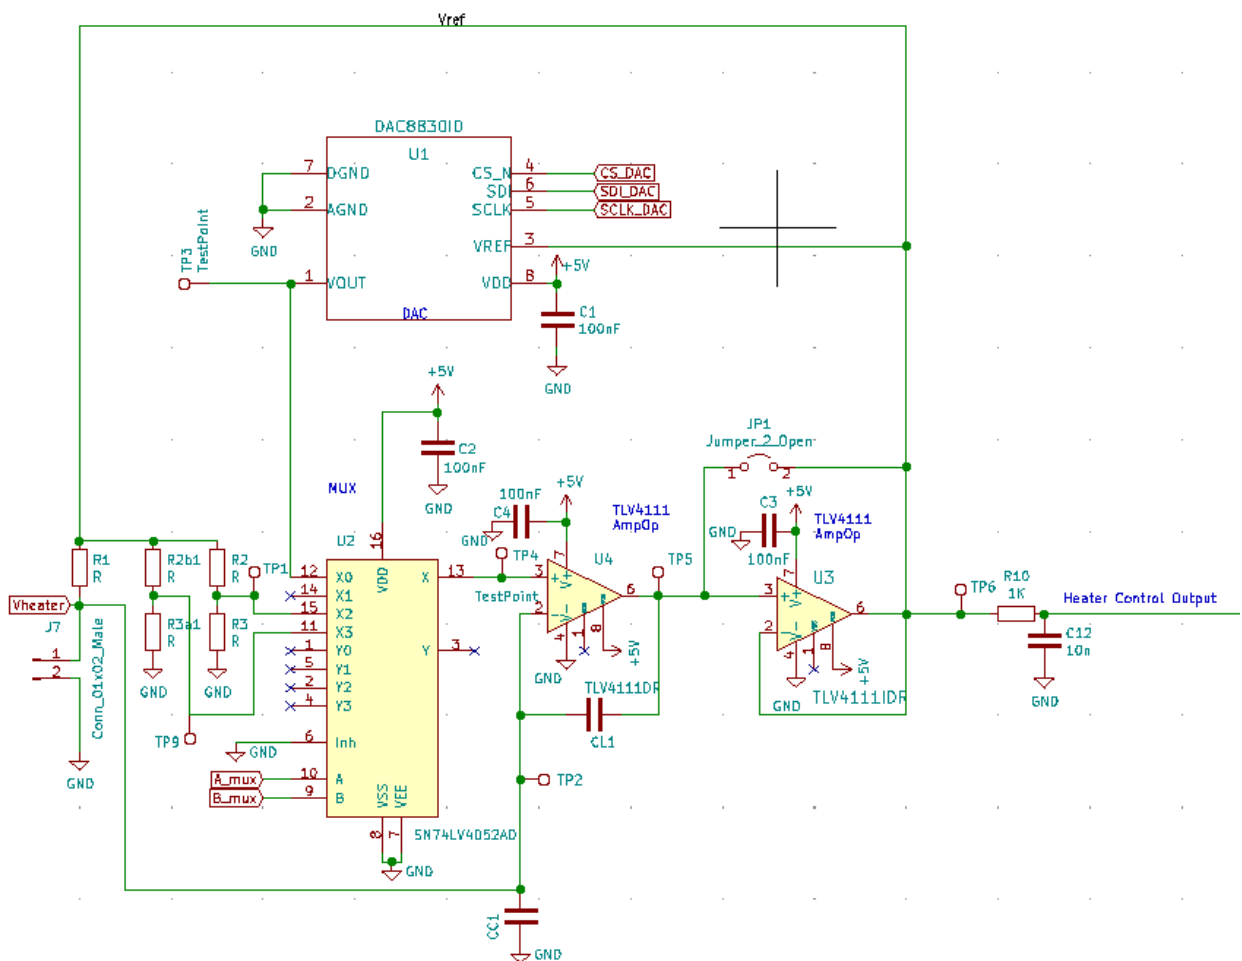 Vref
DAC8830ID
U1
7 DGND
2 AGND
1 VOUT
CS_N 4
SDI 6
SCLK 5
VREF 3
VDD 8
DAC
CS_DAC
SDI_DAC
SCLK_DAC
GND
TP3
TestPoint
+5V
C1
100nF
GND
+5V
C2
100nF
GND
MUX
U2
16
VDD
12 X0
14 X1
15 X2
11 X3
1 Y0
5 Y1
2 Y2
4 Y3
6 Inh
10 A
9 B
X 13
Y 3
VSS
VEE
8
7
SN74LV4052AD
GND
GND
A_mux
B_mux
R1
R
R2b1
R
R2
R
TP1
R3a1
R
R3
R
GND
GND
TP9
Vheater
J7
1
2
Conn_01x02_Male
GND
100nF
C4
GND
+5V
TLV4111
AmpOp
TP4
TestPoint
U4
3
2
7
V+
V-
4
1
8
6
+5V
GND
TLV4111DR
TP5
CL1
TP2
CC1
GND
JP1
Jumper_2_Open
1
2
C3
100nF
GND
+5V
TLV4111
AmpOp
U3
3
2
7
V+
V-
4
1
8
6
+5V
GND
TLV4111IDR
TP6
R10
1K
Heater Control Output
C12
10n
GND